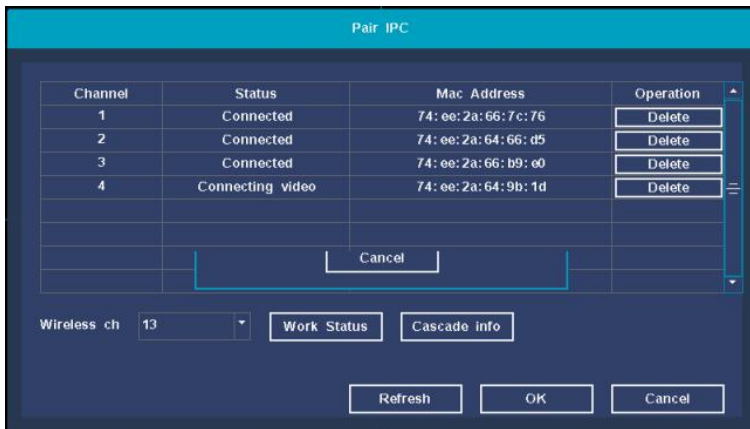 Pair IPC
Channel Status Mac Address Operation
1 Connected 74:ee:2a:66:7c:76 Delete
2 Connected 74:ee:2a:64:66:d5 Delete
3 Connected 74:ee:2a:66:b9:e0 Delete
4 Connecting video 74:ee:2a:64:9b:1d Delete
Cancel
Wireless ch 13 Work Status Cascade info
Refresh OK Cancel